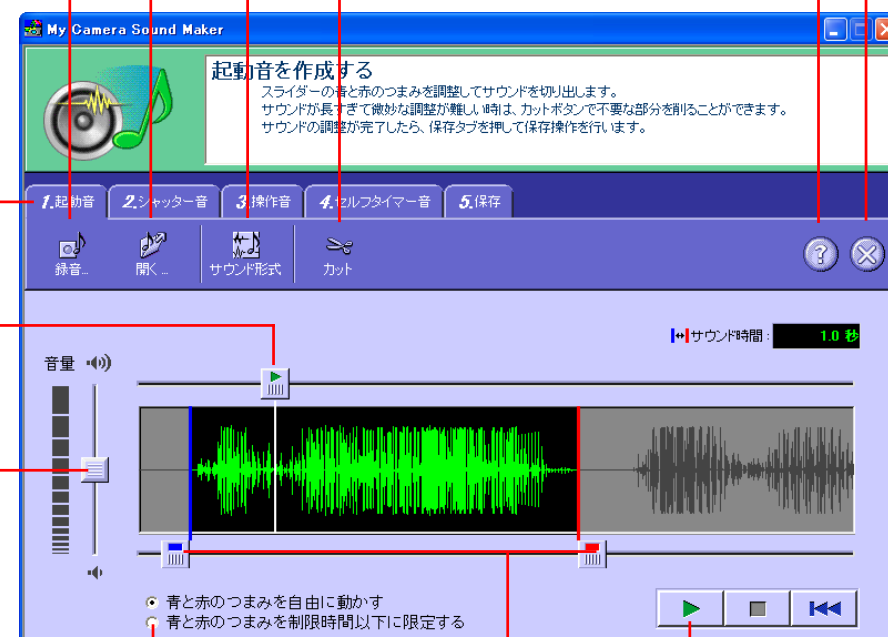 My Camera Sound Maker
起動音を作成する
スライダーの青と赤のつまみを調整してサウンドを切り出します。
サウンドが長すぎて微妙な調整が難しい時は、カットボタンで不要な部分を削ることができます。
サウンドの調整が完了したら、保存タブを押して保存操作を行います。
1.起動音 2.シャッター音 3.操作音 4.セルフタイマー音 5.保存
録音... 開く... サウンド形式 カット ?
サウンド時間: 1.0 秒
音量
青と赤のつまみを自由に動かす
青と赤のつまみを制限時間以下に限定する